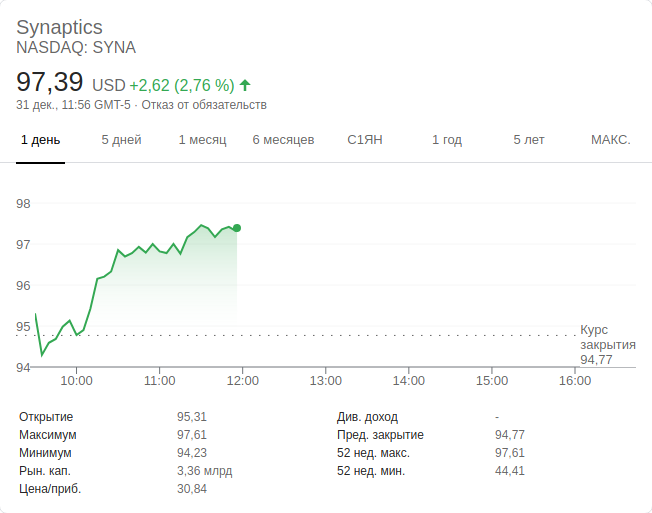 Synaptics
NASDAQ: SYNA
97,39 USD +2,62 (2,76 %)
31 дек., 11:56 GMT-5 · Отказ от обязательств
1 день 5 дней 1 месяц 6 месяцев С1ЯН 1 год 5 лет МАКС.
98
97
96
95
94
Курс
закрытия
94,77
10:00 11:00 12:00 13:00 14:00 15:00 16:00
Открытие 95,31 Див. доход -
Максимум 97,61 Пред. закрытие 94,77
Минимум 94,23 52 нед. макс. 97,61
Рын. кап. 3,36 млрд 52 нед. мин. 44,41
Цена/приб. 30,84